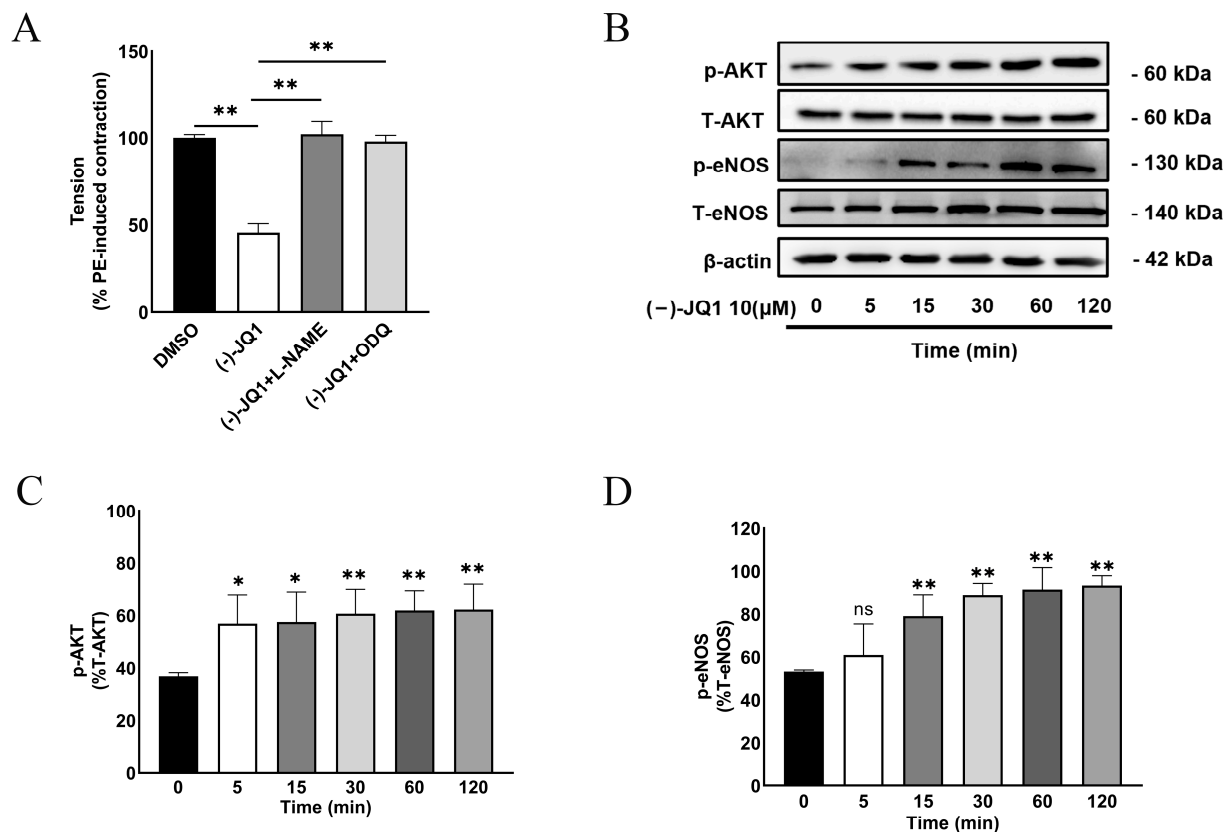 A
150
100
50
0
Tension
(% PE-induced contraction)
**
**
**
DMSO
(-)-JQ1
(-)-JQ1+L-NAME
(-)-JQ1+ODQ
B
p-AKT - 60 kDa
T-AKT - 60 kDa
p-eNOS - 130 kDa
T-eNOS - 140 kDa
β-actin - 42 kDa
(−)-JQ1 10(µM) 0 5 15 30 60 120
Time (min)
C
100
80
60
40
20
0
p-AKT
(%T-AKT)
* * ** ** **
0 5 15 30 60 120
Time (min)
D
120
100
80
60
40
20
0
p-eNOS
(%T-eNOS)
ns ** ** ** **
0 5 15 30 60 120
Time (min)